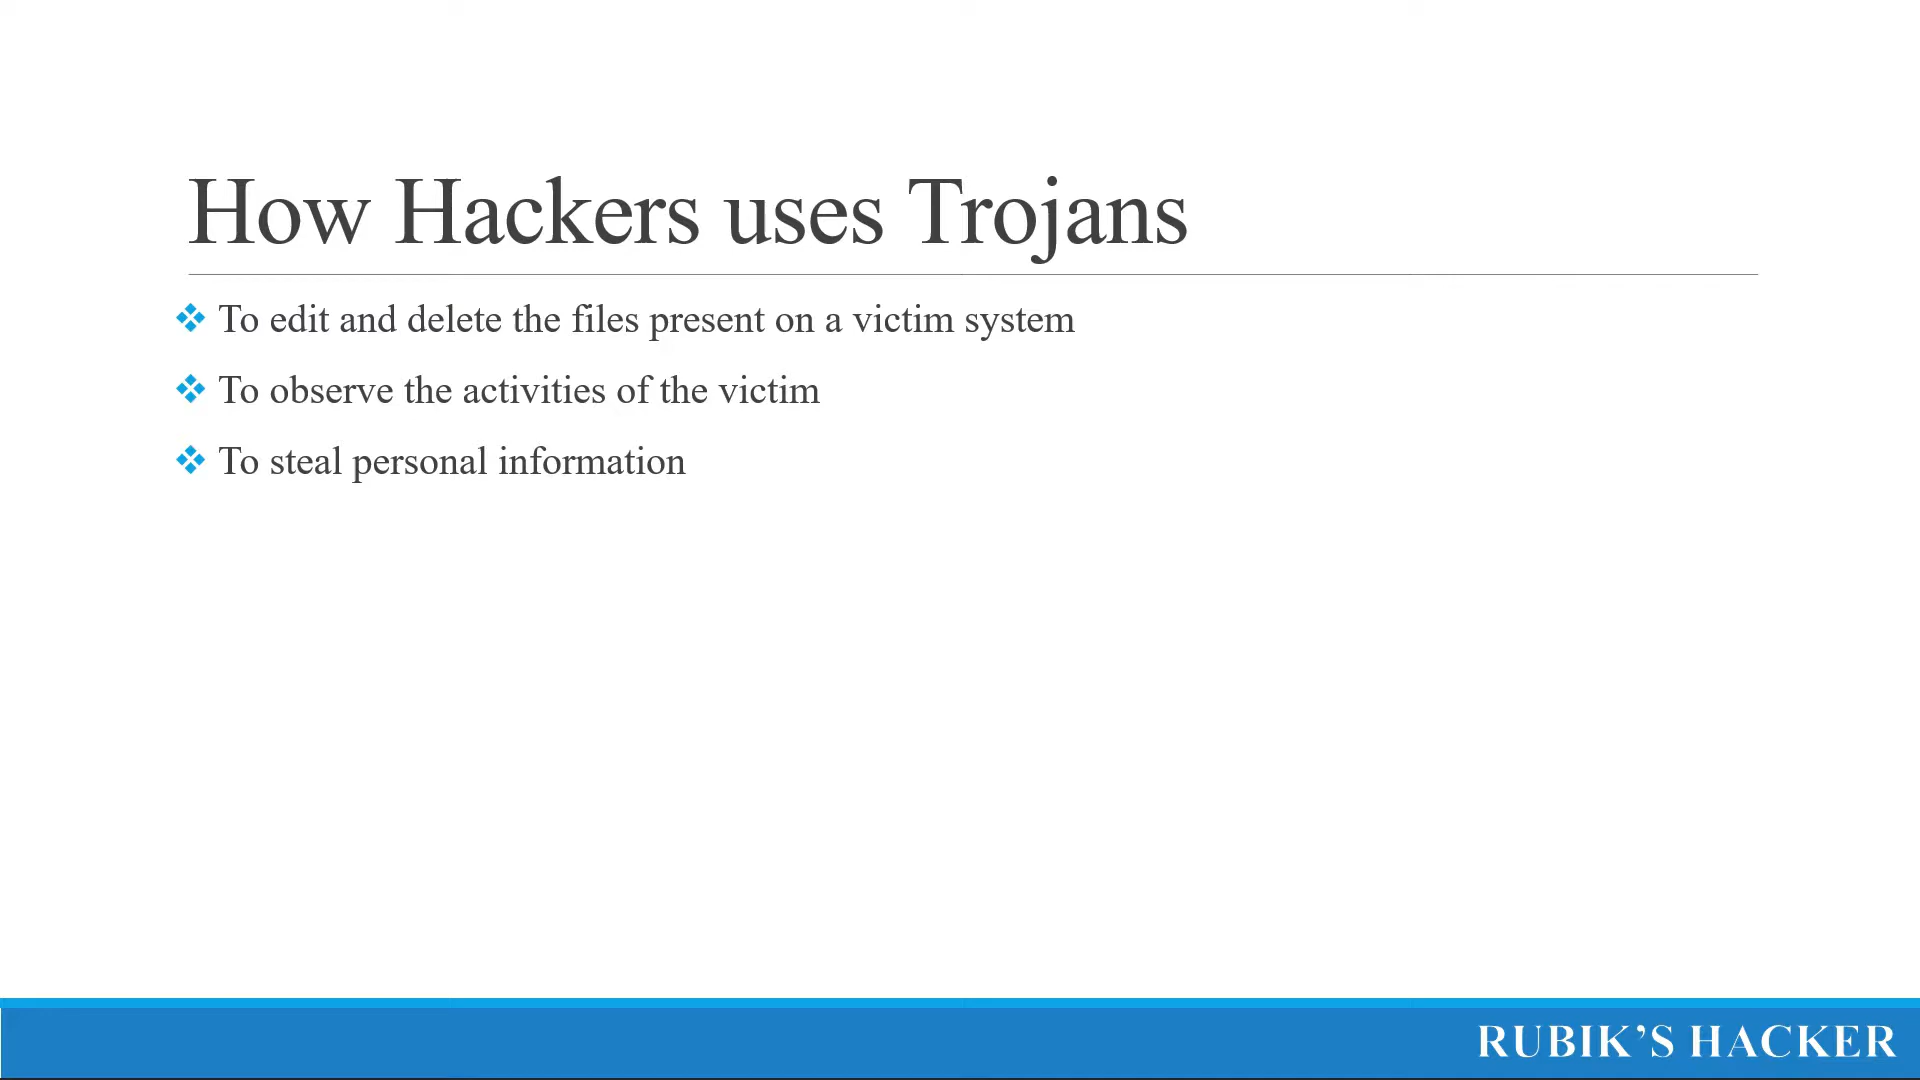 How Hackers uses Trojans
To edit and delete the files present on a victim system
To observe the activities of the victim
To steal personal information
RUBIK’S HACKER